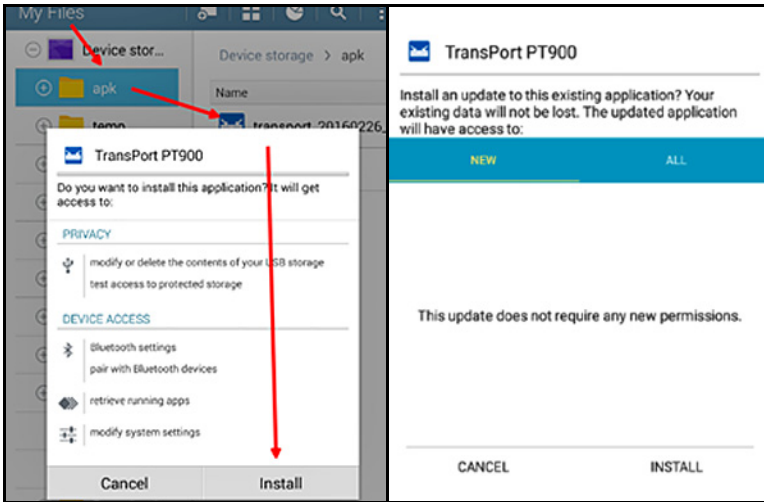 My Files
Device stor...
Device storage > apk
apk
Name
temp
transport_20160226_
TransPort PT900
Do you want to install this application? It will get
access to:
PRIVACY
modify or delete the contents of your USB storage
test access to protected storage
DEVICE ACCESS
Bluetooth settings
pair with Bluetooth devices
retrieve running apps
modify system settings
Cancel
Install
TransPort PT900
Install an update to this existing application? Your
existing data will not be lost. The updated application
will have access to:
NEW
ALL
This update does not require any new permissions.
CANCEL
INSTALL